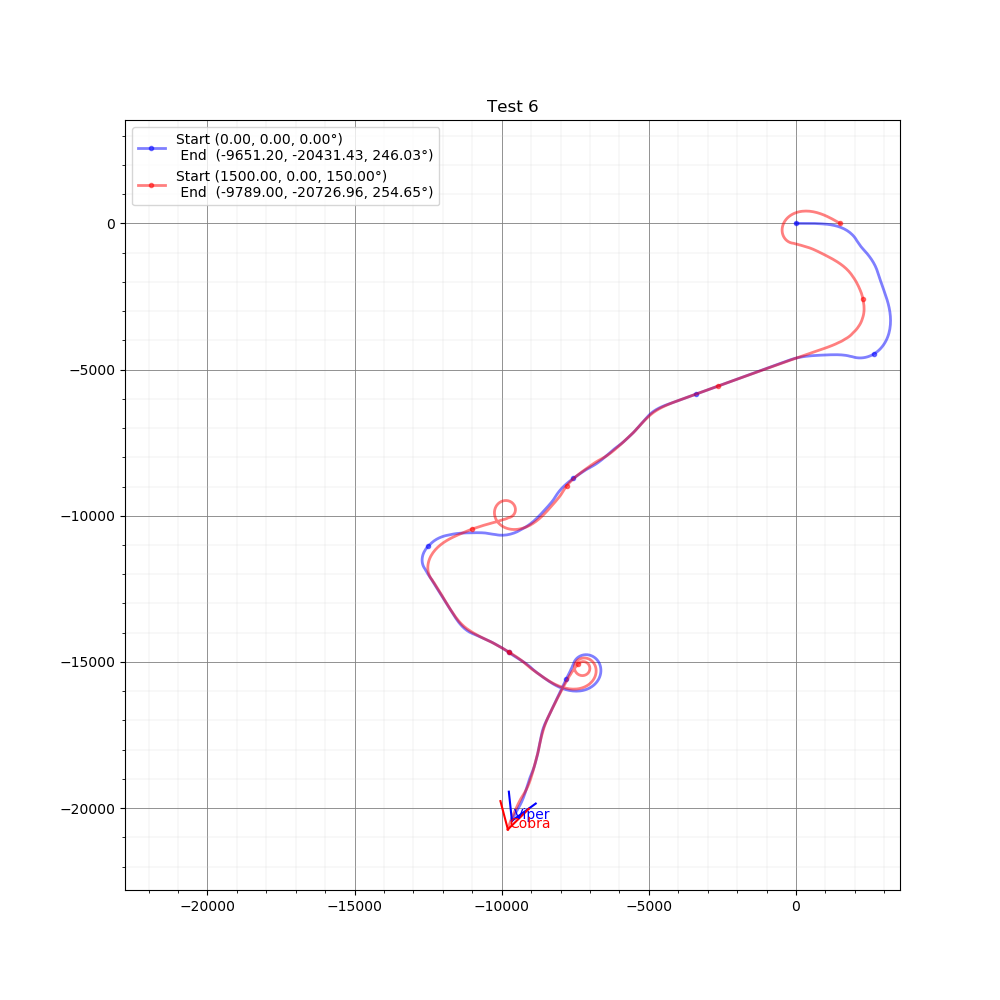 Test 6
Start (0.00, 0.00, 0.00°)
End  (-9651.20, -20431.43, 246.03°)
Start (1500.00, 0.00, 150.00°)
End  (-9789.00, -20726.96, 254.65°)
0
−5000
−10000
−15000
−20000
Viper
Cobra
−20000
−15000
−10000
−5000
0